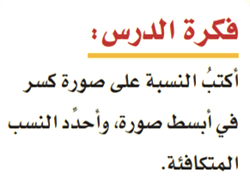 فكرة الدرس:
أكتبُ النسبة على صورة كسر
في أبسط صورة، وأحدِّد النسب
المتكافئة.